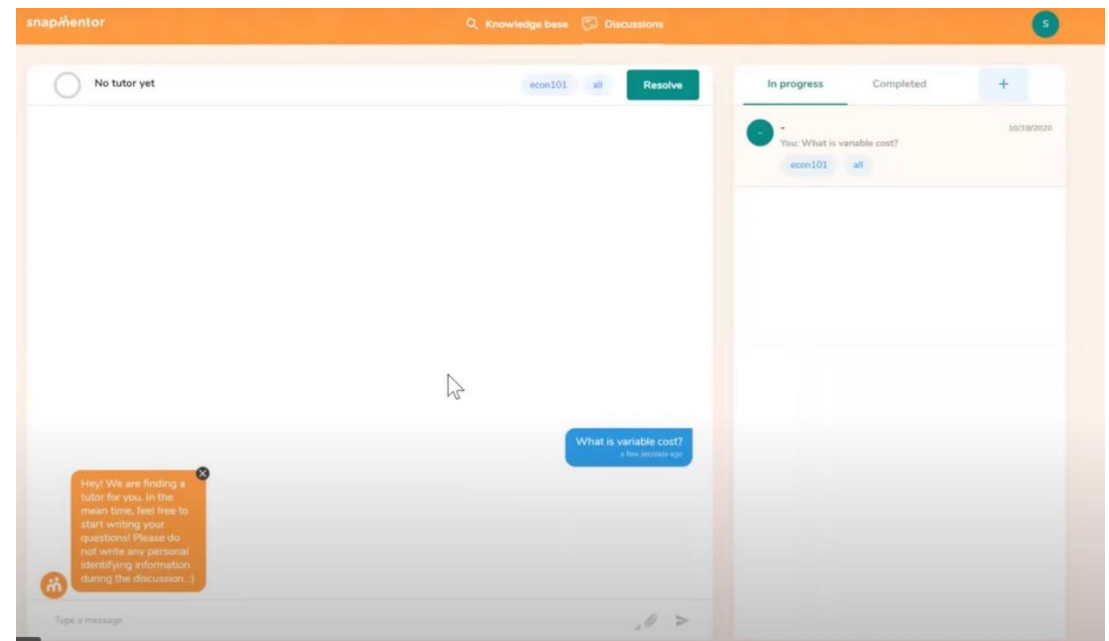 snapmentor
Knowledge base
Discussions
S
No tutor yet
econ101
all
Resolve
In progress
Completed
+
-
-
10/19/2020
You: What is variable cost?
econ101
all
What is variable cost?
a few seconds ago
Hey! We are finding a
tutor for you. In the
mean time, feel free to
start writing your
questions! Please do
not write any personal
identifying information
during the discussion. :)
Type a message